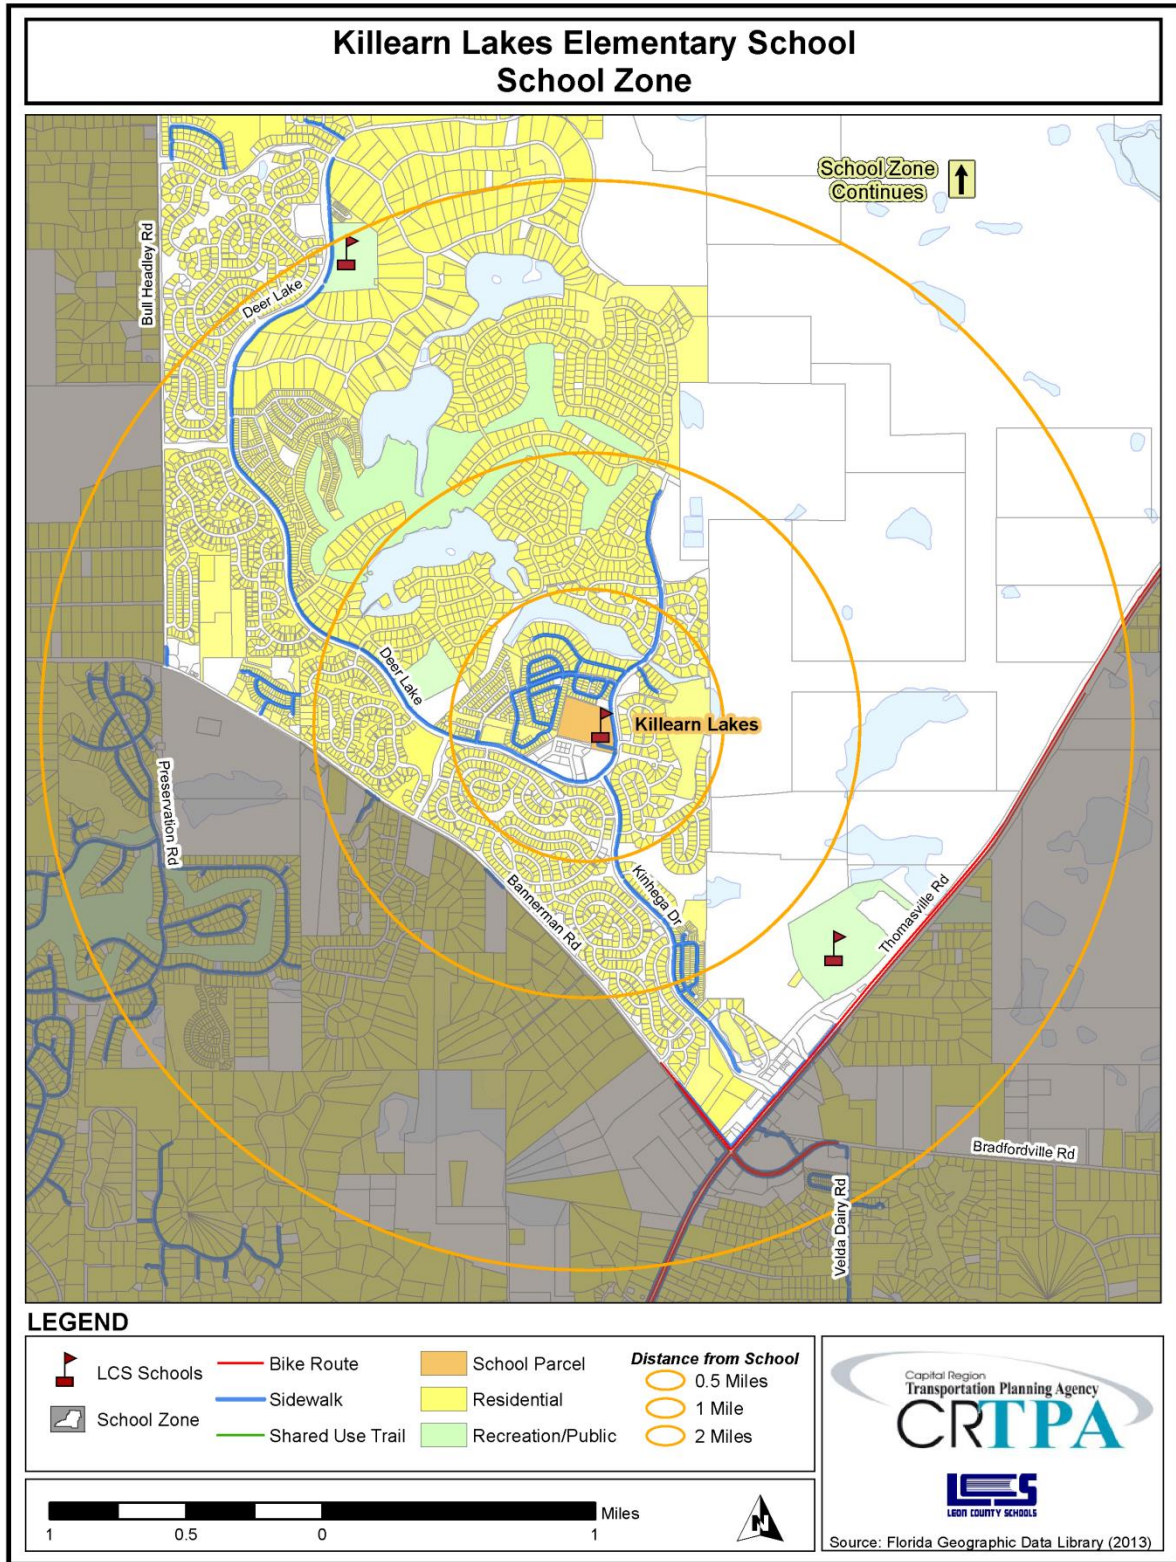 Killearn Lakes Elementary School
School Zone
School Zone
Continues
Bull Headley Rd
Deer Lake
Deer Lake
Killearn Lakes
Preservation Rd
Bannerman Rd
Kinhega Dr
Thomasville Rd
Bradfordville Rd
Velda Dairy Rd
LEGEND
LCS Schools
School Zone
Bike Route
Sidewalk
Shared Use Trail
School Parcel
Residential
Recreation/Public
Distance from School
0.5 Miles
1 Mile
2 Miles
1 0.5 0 1 Miles
N
Capital Region
Transportation Planning Agency
CRTPA
LCS
LEON COUNTY SCHOOLS
Source: Florida Geographic Data Library (2013)